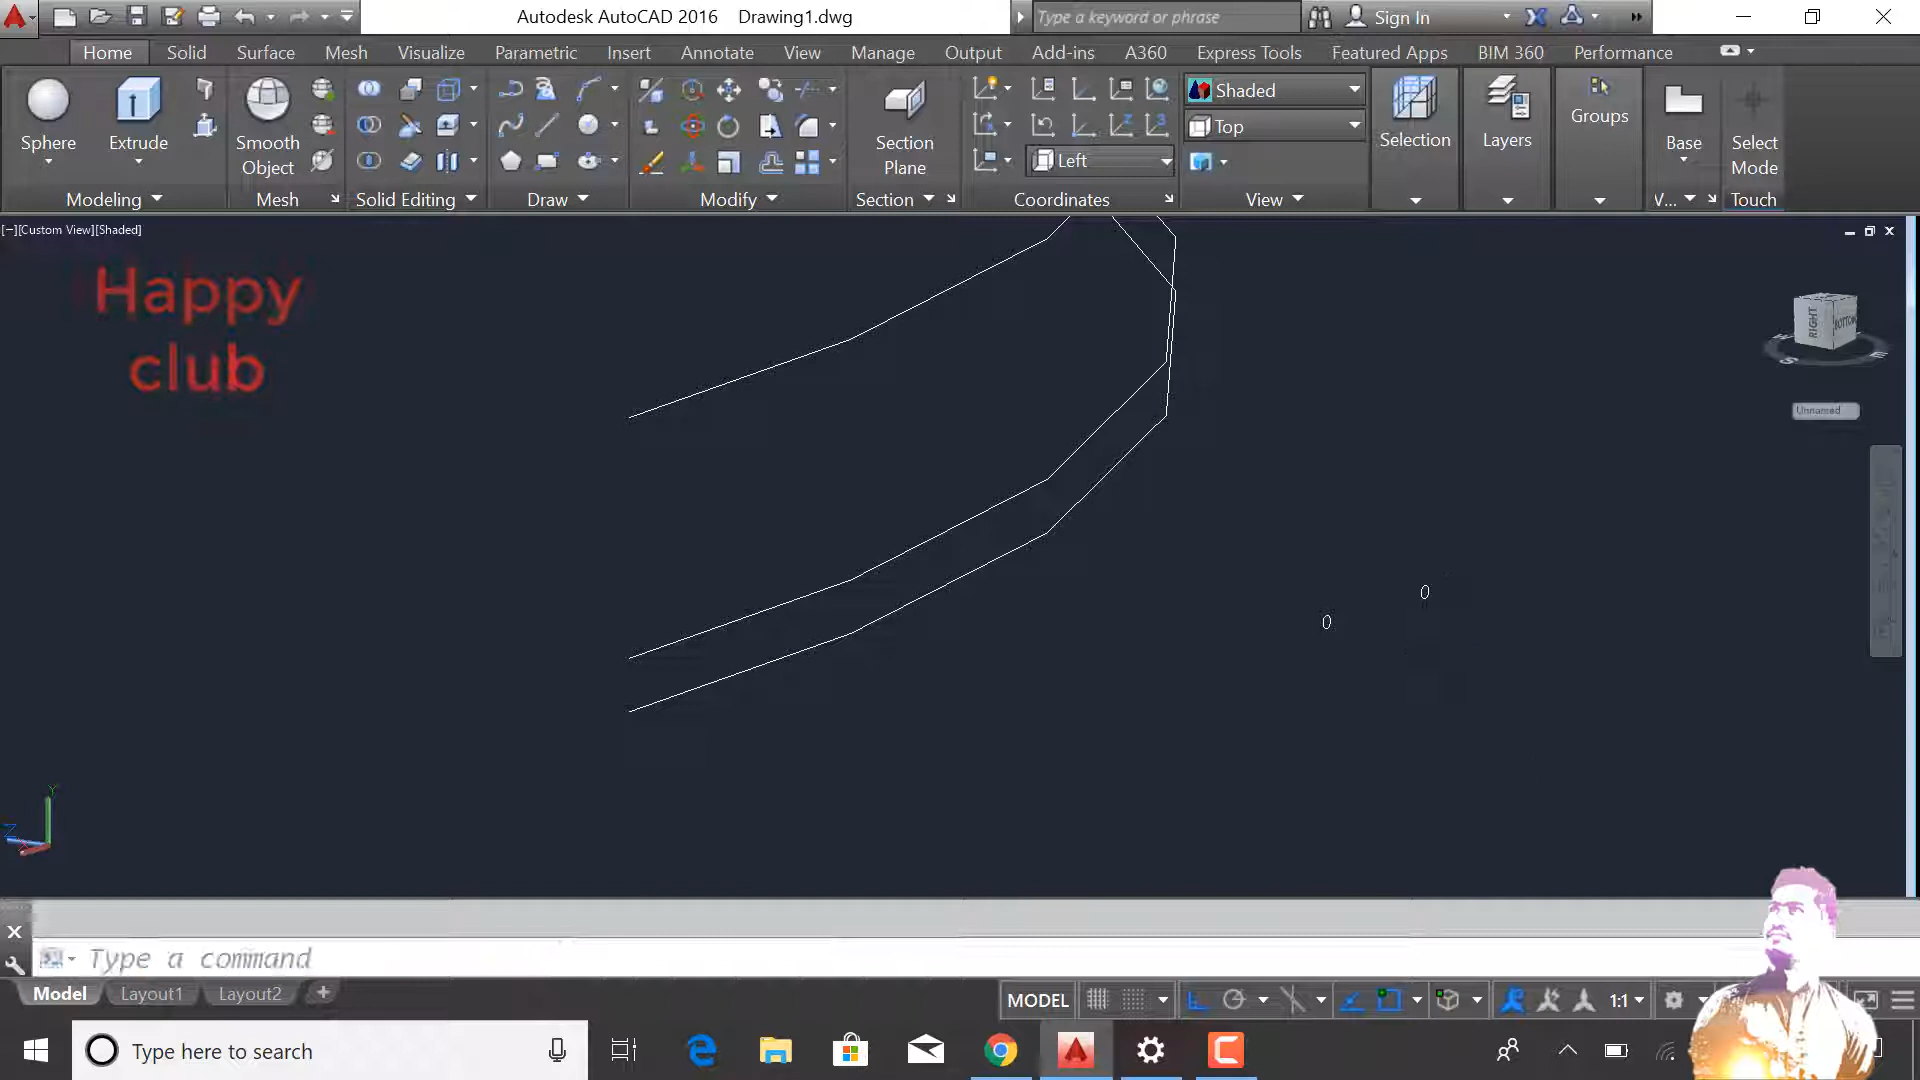 Autodesk AutoCAD 2016 Drawing1.dwg
Type a keyword or phrase
Sign In
Home Solid Surface Mesh Visualize Parametric Insert Annotate View Manage Output Add-ins A360 Express Tools Featured Apps BIM 360 Performance
Sphere
Extrude
Smooth
Object
Section
Plane
Shaded
Top
Left
Selection
Layers
Groups
Base
Select
Mode
Modeling Mesh Solid Editing Draw Modify Section Coordinates View V... Touch
[−][Custom View][Shaded]
Happy
club
RIGHT
BOTTOM
S
E
Unnamed
0
0
Y
Z
Type a command
Model Layout1 Layout2 +
MODEL
1:1
Type here to search